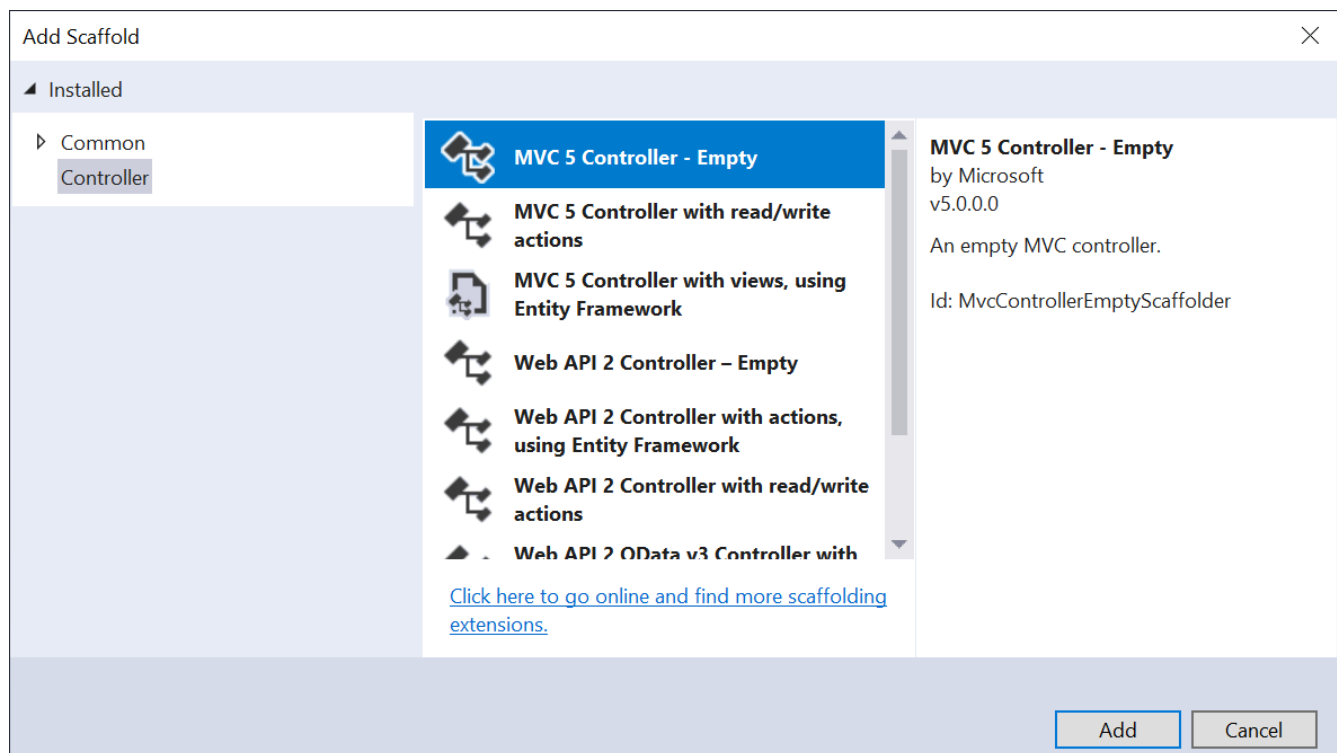 Add Scaffold
Installed
Common
Controller
MVC 5 Controller - Empty
MVC 5 Controller with read/write
actions
MVC 5 Controller with views, using
Entity Framework
Web API 2 Controller – Empty
Web API 2 Controller with actions,
using Entity Framework
Web API 2 Controller with read/write
actions
Web API 2 OData v3 Controller with
Click here to go online and find more scaffolding
extensions.
MVC 5 Controller - Empty
by Microsoft
v5.0.0.0
An empty MVC controller.
Id: MvcControllerEmptyScaffolder
Add
Cancel